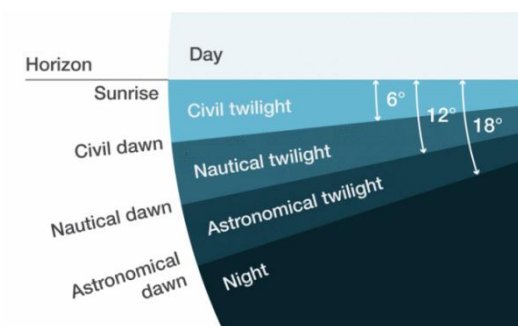 Day
Horizon
Sunrise
Civil twilight
6°
12°
18°
Civil dawn
Nautical twilight
Nautical dawn
Astronomical twilight
Astronomical
dawn
Night